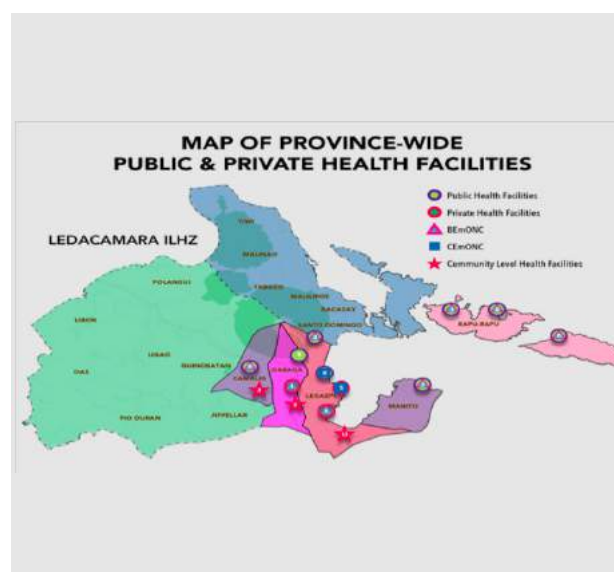 MAP OF PROVINCE-WIDE
PUBLIC & PRIVATE HEALTH FACILITIES
Public Health Facilities
Private Health Facilities
BEmONC
CEmONC
Community Level Health Facilities
LEDACAMARA ILHZ
TIWI
MALINAO
POLANGUI
TABACO
MALILIPOT
BACACAY
SANTO DOMINGO
RAPU-RAPU
LIBON
LIGAO
OAS
GUINOBATAN
CAMALIG
DARAGA
LEGAZPI
MANITO
PIO DURAN
JOVELLAR